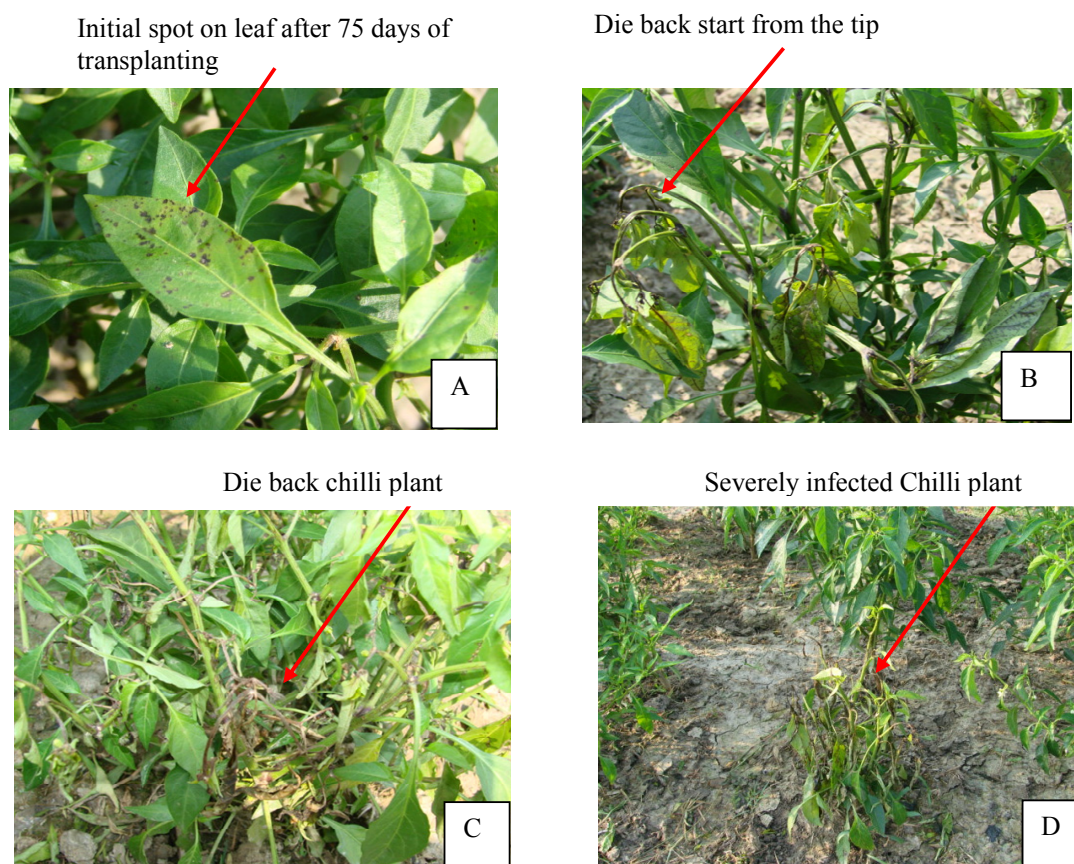 Initial spot on leaf after 75 days of
transplanting
Die back start from the tip
A
B
Die back chilli plant
Severely infected Chilli plant
C
D